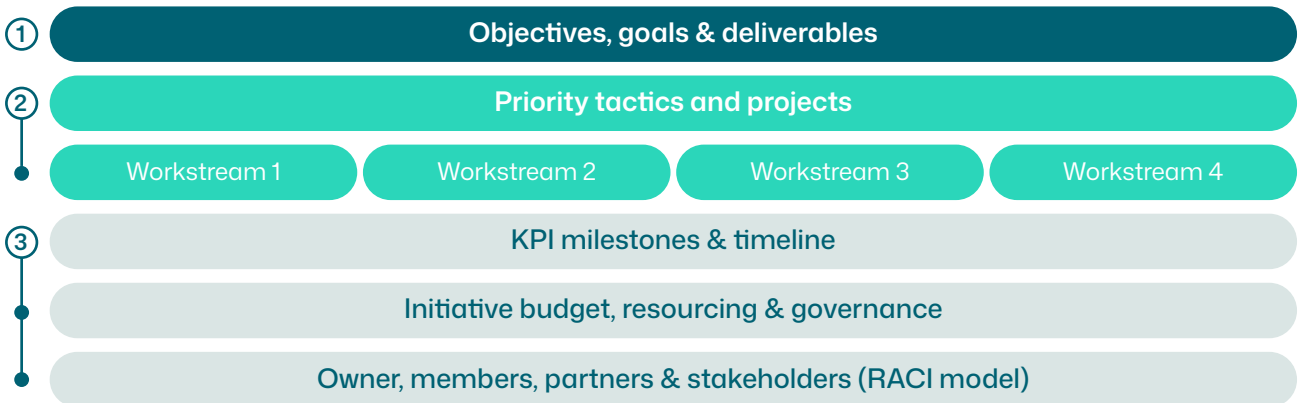 1
Objectives, goals & deliverables
2
Priority tactics and projects
Workstream 1
Workstream 2
Workstream 3
Workstream 4
3
KPI milestones & timeline
Initiative budget, resourcing & governance
Owner, members, partners & stakeholders (RACI model)